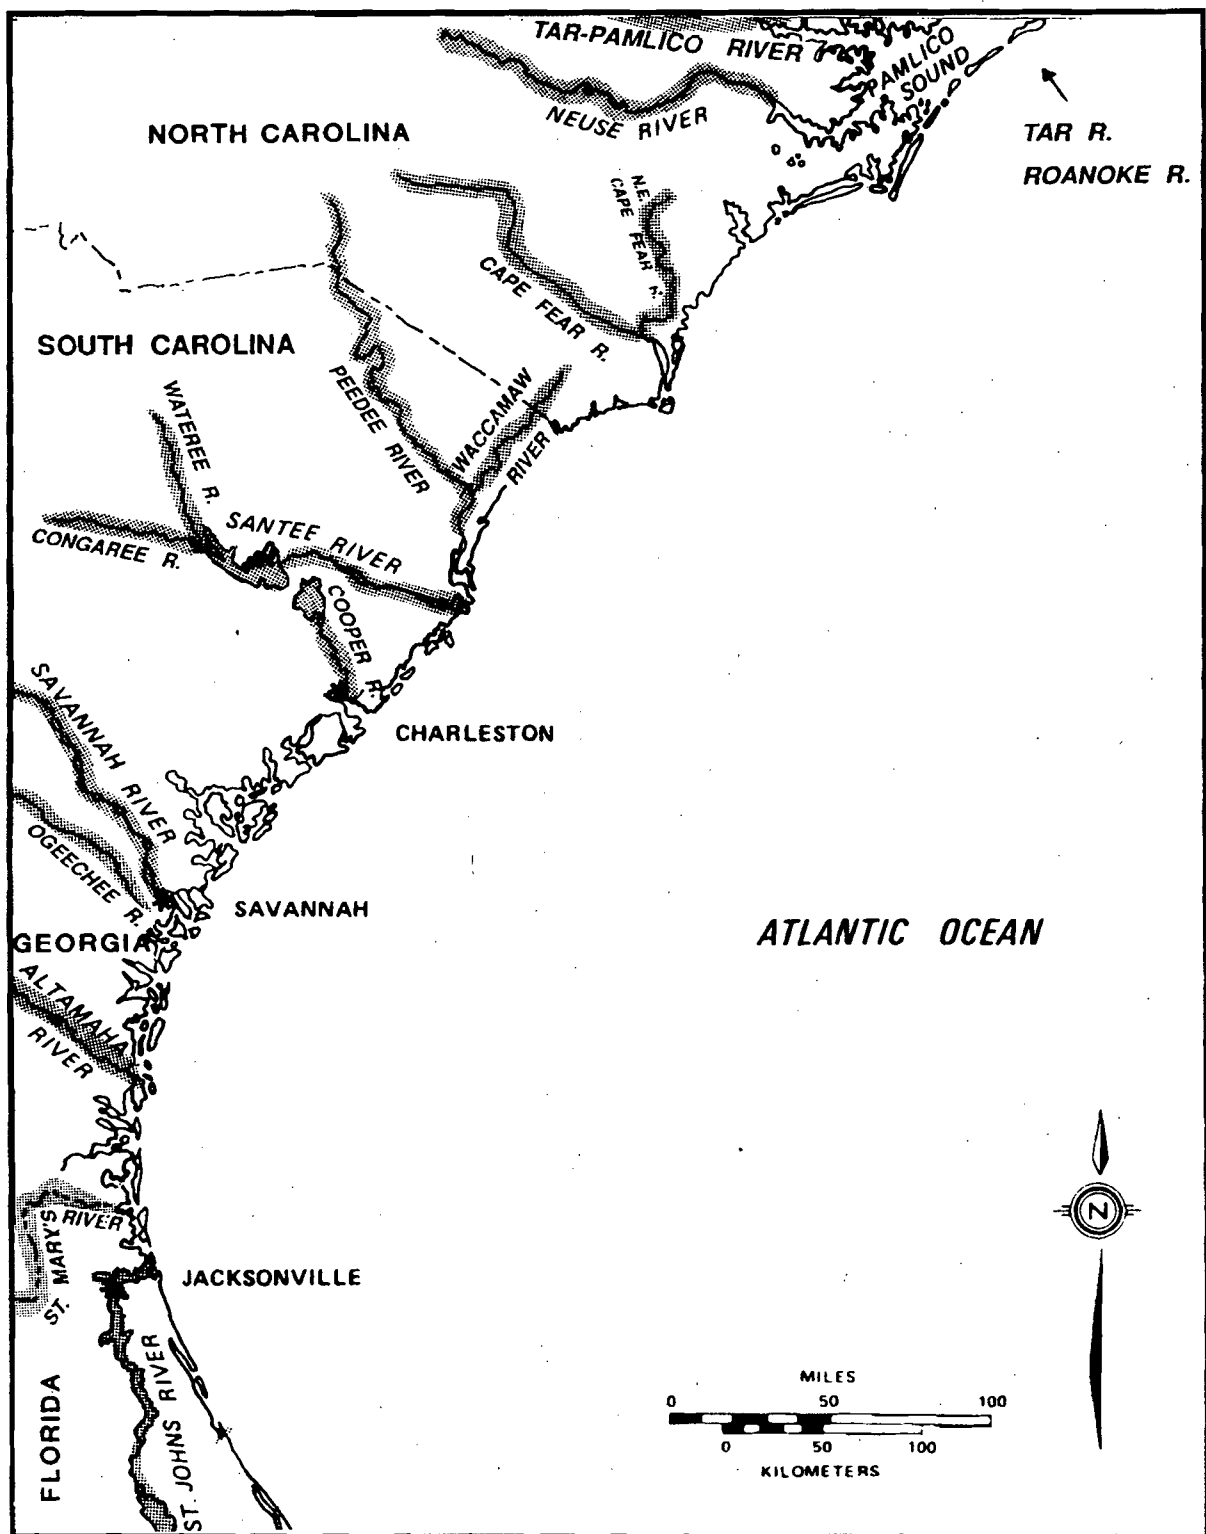 TAR-PAMLICO RIVER
PAMLICO
SOUND
NEUSE RIVER
TAR R.
ROANOKE R.
NORTH CAROLINA
N.E.
CAPE FEAR R.
CAPE FEAR R.
SOUTH CAROLINA
PEEDEE RIVER
WACCAMAW
RIVER
WATEREE R.
SANTEE RIVER
CONGAREE R.
COOPER R.
SAVANNAH RIVER
CHARLESTON
OGEECHEE R.
SAVANNAH
GEORGIA
ATLANTIC OCEAN
ALTAMAHA
RIVER
N
ST. MARY'S
RIVER
JACKSONVILLE
FLORIDA
ST. JOHNS RIVER
MILES
0 50 100
0 50 100
KILOMETERS